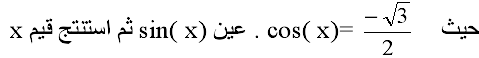 حيث cos( x)= −√3/2 . عين sin( x) ثم استنتج قيم x